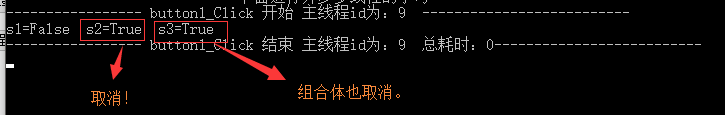 ----------------- button1_Click 开始 主线程id为：9 --------------------------
s1=False s2=True s3=True
----------------- button1_Click 结束 主线程id为：9 总耗时：0--------------------------
取消！
组合体也取消。